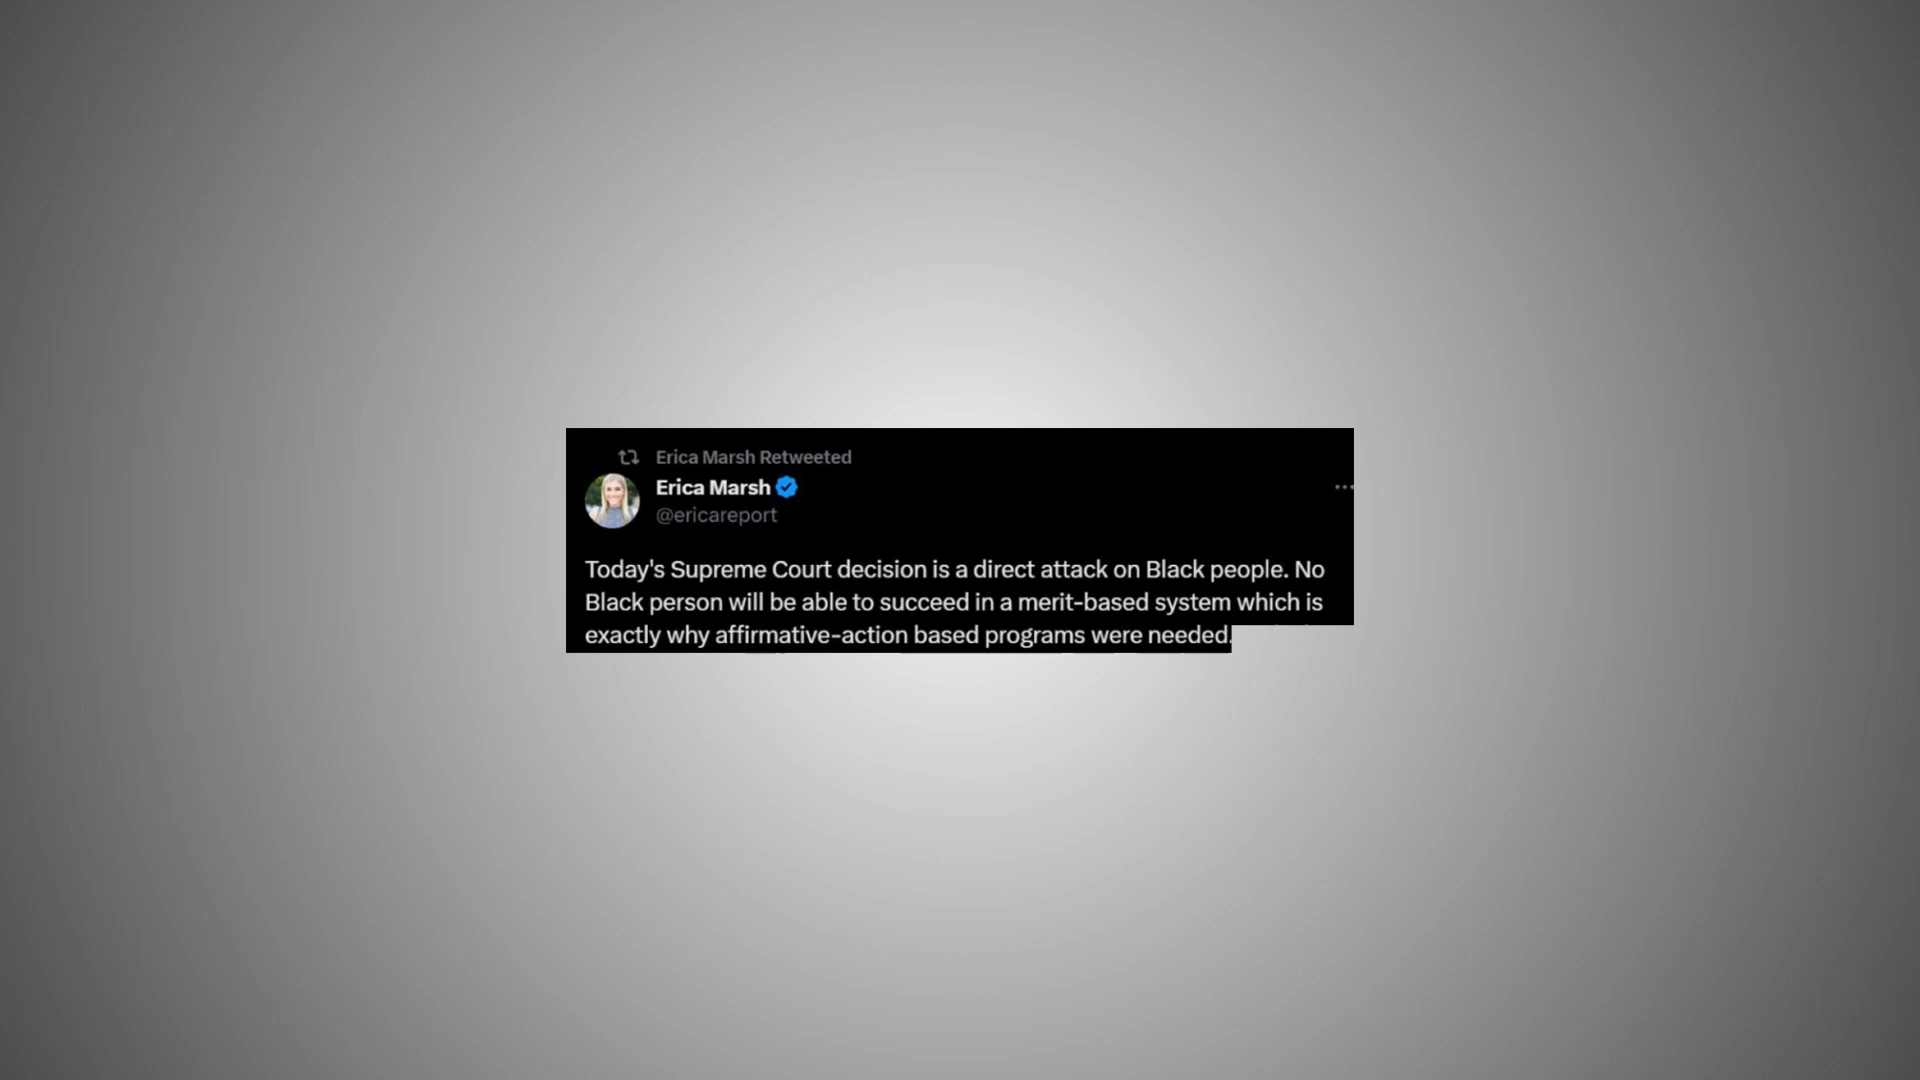 Erica Marsh Retweeted
Erica Marsh
@ericareport
Today's Supreme Court decision is a direct attack on Black people. No
Black person will be able to succeed in a merit-based system which is
exactly why affirmative-action based programs were needed.